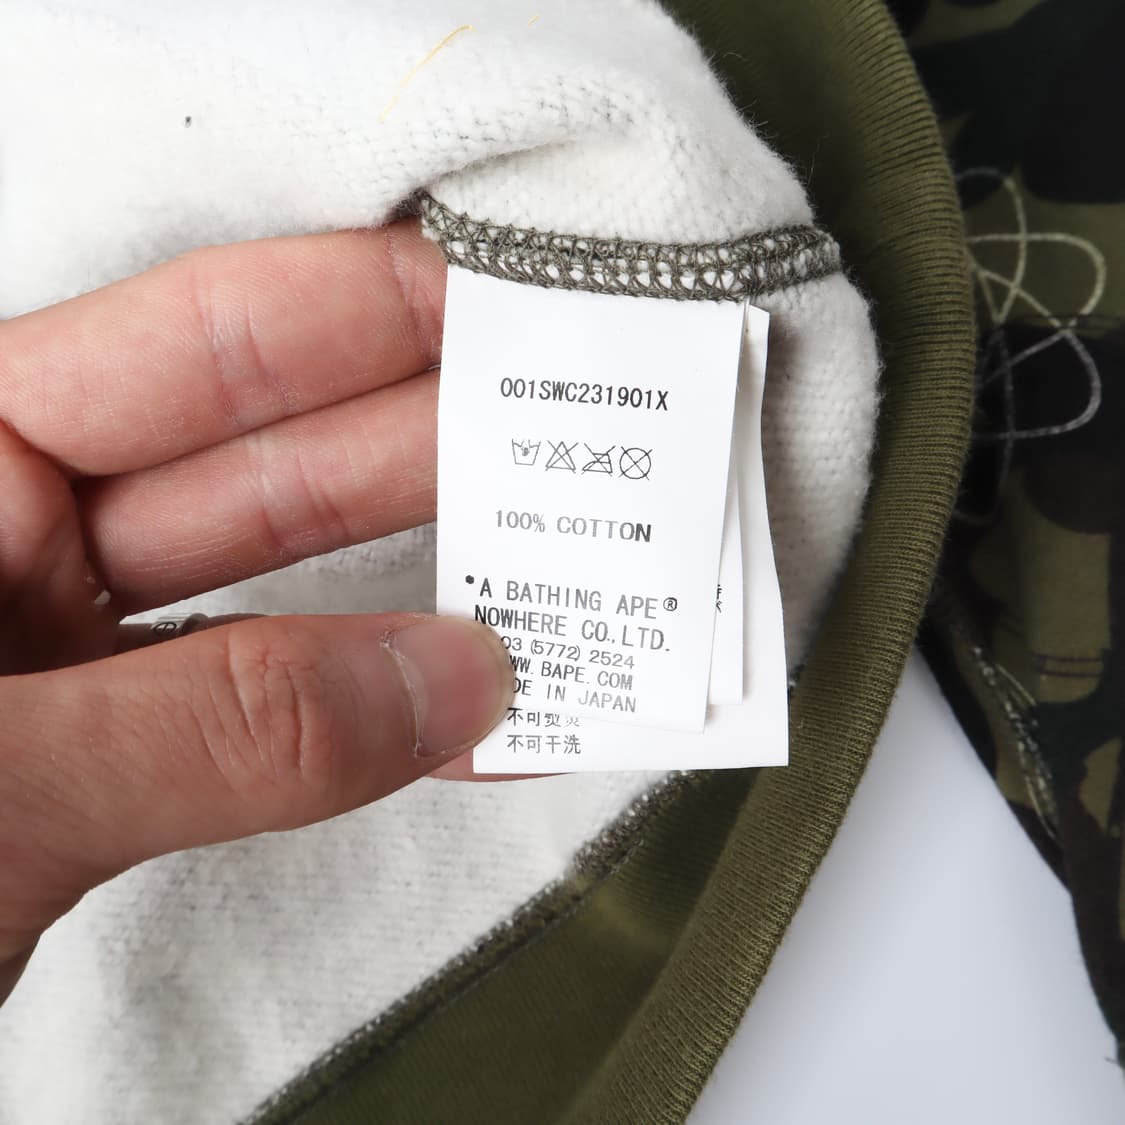 001SWC231901X
100% COTTON
A BATHING APE®
NOWHERE CO.,LTD.
03 (5772) 2524
WW.BAPE.COM
DE IN JAPAN
不可熨烫
不可干洗